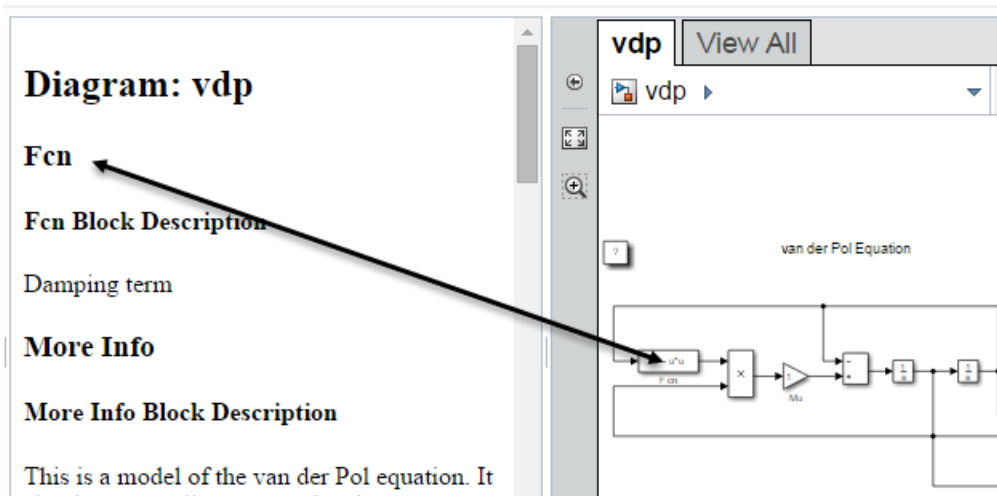 Diagram: vdp
Fcn
Fcn Block Description
Damping term
More Info
More Info Block Description
This is a model of the van der Pol equation. It
vdp
View All
vdp
?
van der Pol Equation
u*u
Fcn
×
1
Mu